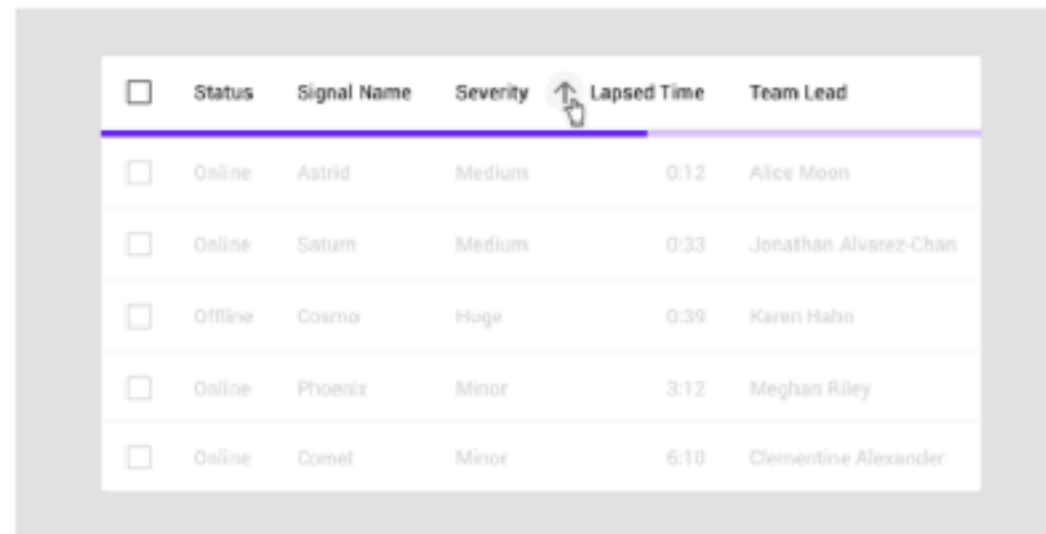 Status Signal Name Severity Lapsed Time Team Lead
Online Astrid Medium 0:12 Alice Moon
Online Saturn Medium 0:33 Jonathan Alvarez-Chan
Offline Cosmo Huge 0:39 Karen Hahn
Online Phoenix Minor 3:12 Meghan Riley
Online Comet Minor 6:10 Clementine Alexander